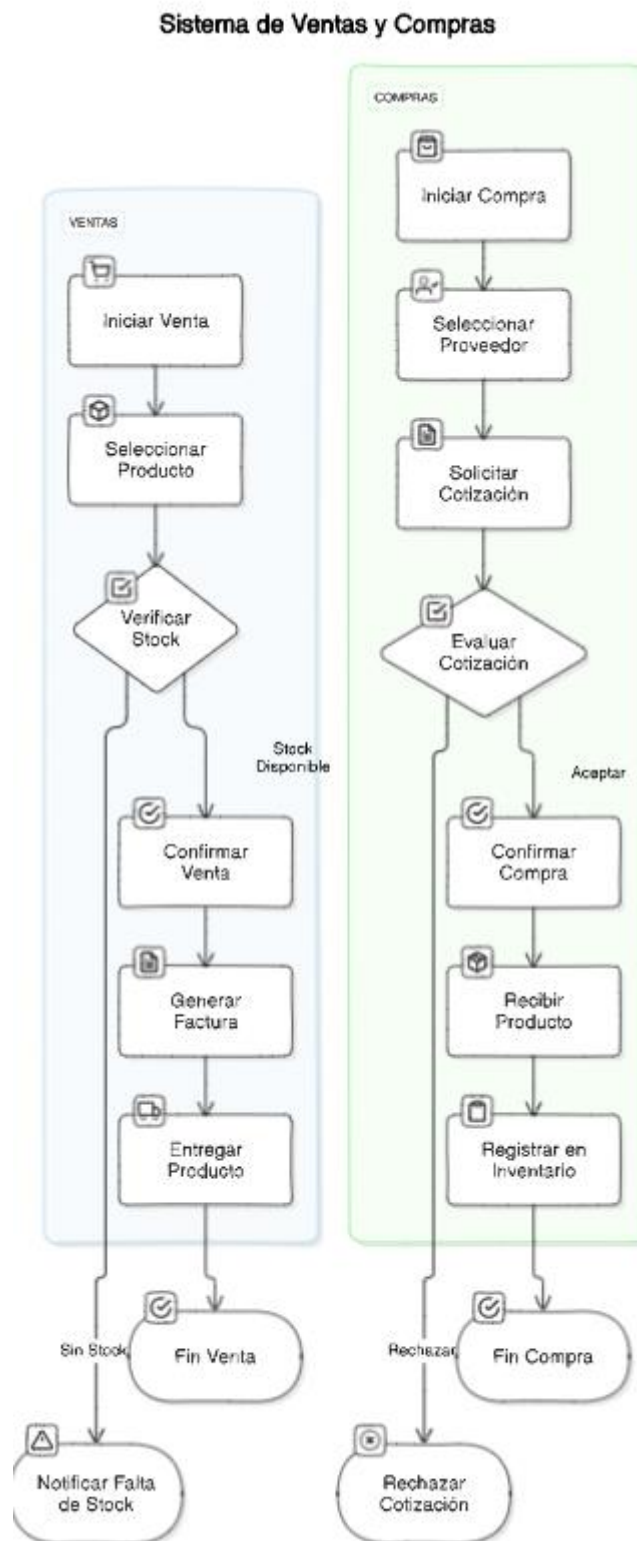 Sistema de Ventas y Compras
VENTAS
Iniciar Venta
Seleccionar
Producto
Verificar
Stock
Stock
Disponible
Confirmar
Venta
Generar
Factura
Entregar
Producto
Sin Stock
Fin Venta
Notificar Falta
de Stock
COMPRAS
Iniciar Compra
Seleccionar
Proveedor
Solicitar
Cotización
Evaluar
Cotización
Aceptar
Confirmar
Compra
Recibir
Producto
Registrar en
Inventario
Rechazar
Fin Compra
Rechazar
Cotización